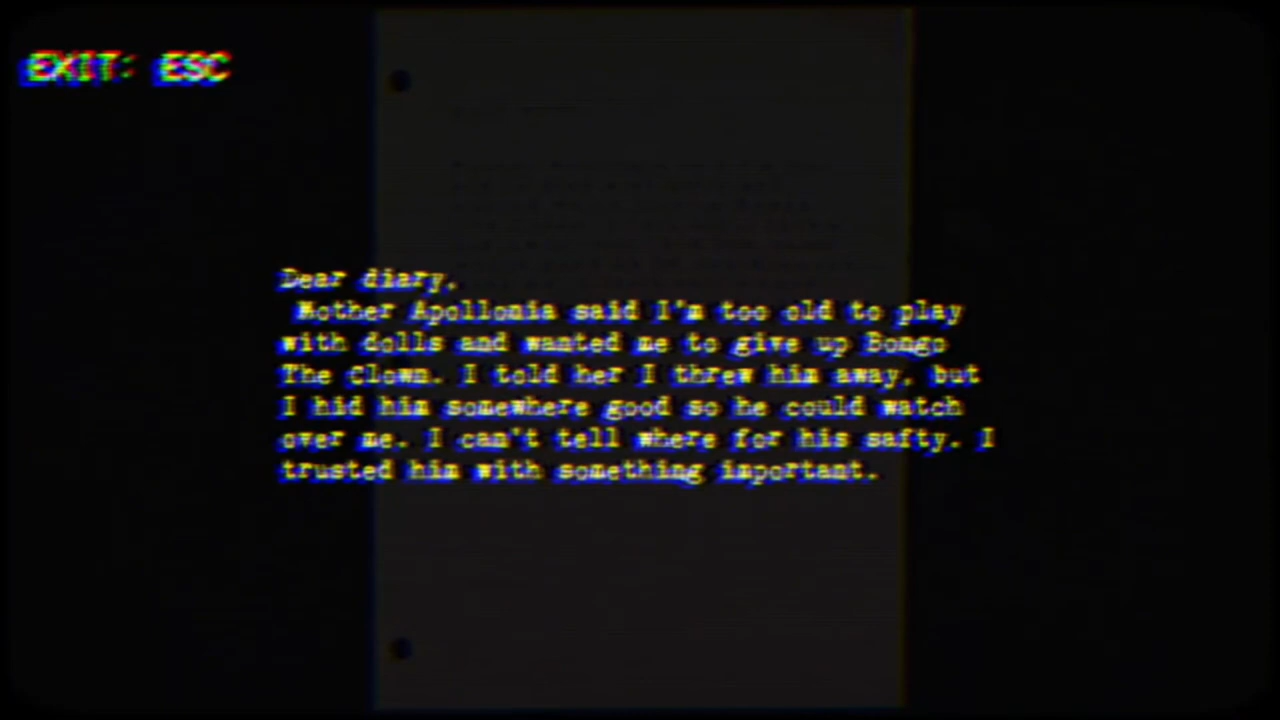 EXIT: ESC
Dear diary,
Mother Apollonia said I'm too old to play
with dolls and wanted me to give up Bongo
The Clown. I told her I threw him away, but
I hid him somewhere good so he could watch
over me. I can't tell where for his safty. I
trusted him with something important.